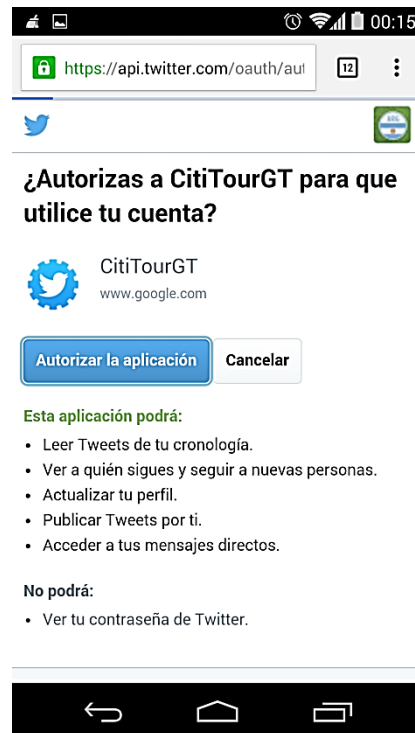 00:15
https://api.twitter.com/oauth/aut
12
ARG
¿Autorizas a CitiTourGT para que
utilice tu cuenta?
CitiTourGT
www.google.com
Autorizar la aplicación
Cancelar
Esta aplicación podrá:
• Leer Tweets de tu cronología.
• Ver a quién sigues y seguir a nuevas personas.
• Actualizar tu perfil.
• Publicar Tweets por ti.
• Acceder a tus mensajes directos.
No podrá:
• Ver tu contraseña de Twitter.